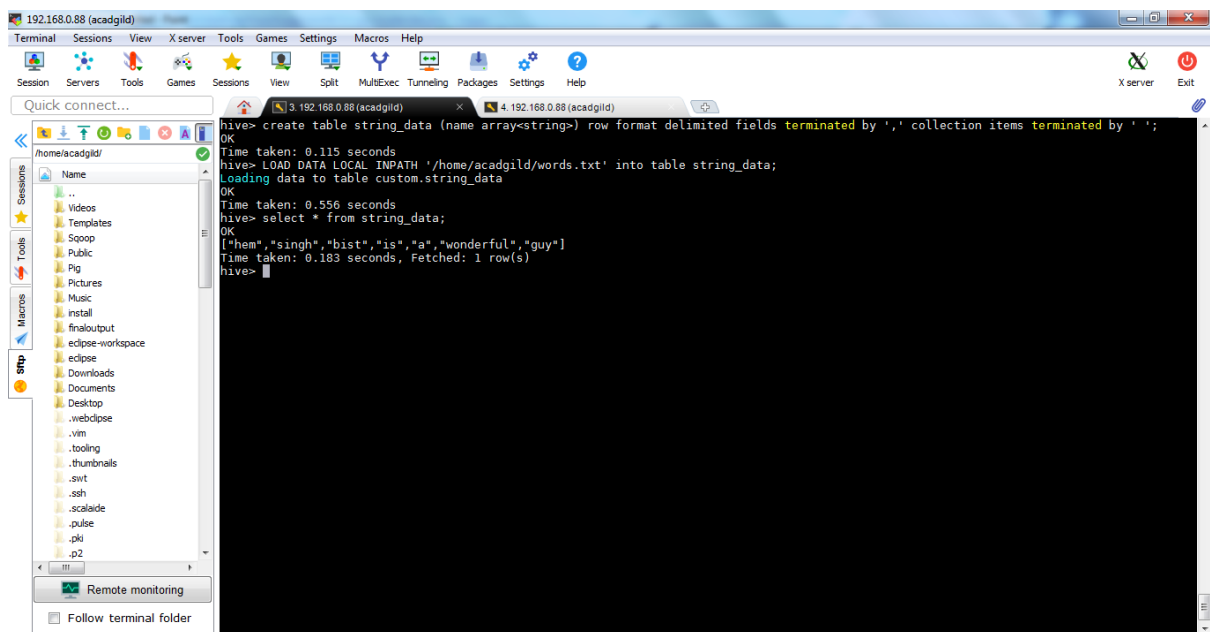 192.168.0.88 (acadgild)
Terminal Sessions View X server Tools Games Settings Macros Help
Session Servers Tools Games Sessions View Split MultiExec Tunneling Packages Settings Help X server Exit
Quick connect...
3. 192.168.0.88 (acadgild)
4. 192.168.0.88 (acadgild)
/home/acadgild/
Name
..
Videos
Templates
Sqoop
Public
Pig
Pictures
Music
install
finaloutput
eclipse-workspace
eclipse
Downloads
Documents
Desktop
.webclipse
.vim
.tooling
.thumbnails
.swt
.ssh
.scalaide
.pulse
.pki
.p2
Remote monitoring
Follow terminal folder
Sessions
Tools
Macros
Sftp
hive> create table string_data (name array<string>) row format delimited fields terminated by ',' collection items terminated by ' ';
OK
Time taken: 0.115 seconds
hive> LOAD DATA LOCAL INPATH '/home/acadgild/words.txt' into table string_data;
Loading data to table custom.string_data
OK
Time taken: 0.556 seconds
hive> select * from string_data;
OK
["hem","singh","bist","is","a","wonderful","guy"]
Time taken: 0.183 seconds, Fetched: 1 row(s)
hive>